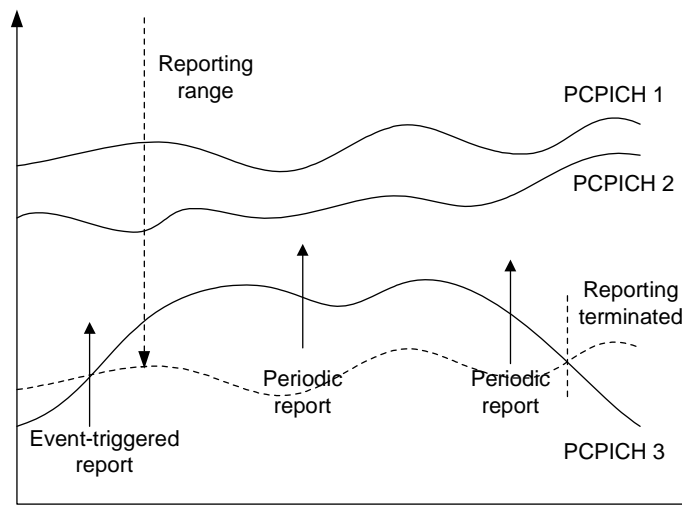 Reporting
range
PCPICH 1
PCPICH 2
Reporting
terminated
Periodic
report
Periodic
report
Event-triggered
report
PCPICH 3